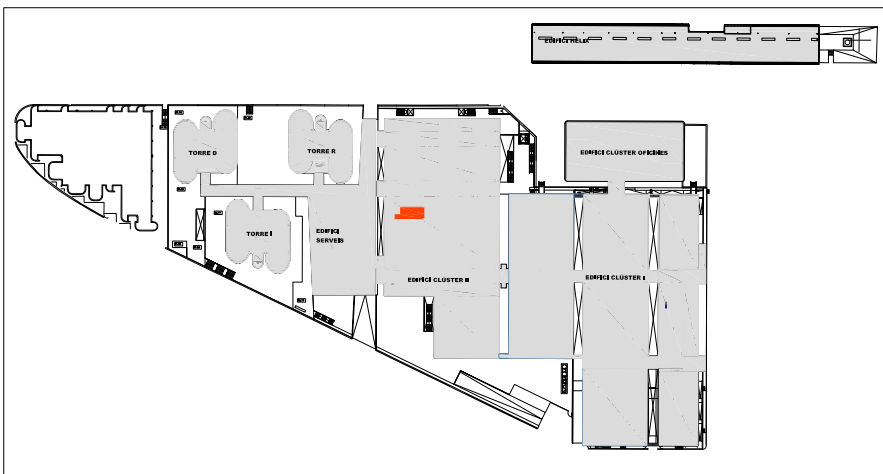 EDIFICI HELIX
TORRE D
TORRE R
EDIFICI CLÚSTER OFICINES
TORRE I
EDIFICI
SERVEIS
EDIFICI CLÚSTER II
EDIFICI CLÚSTER I